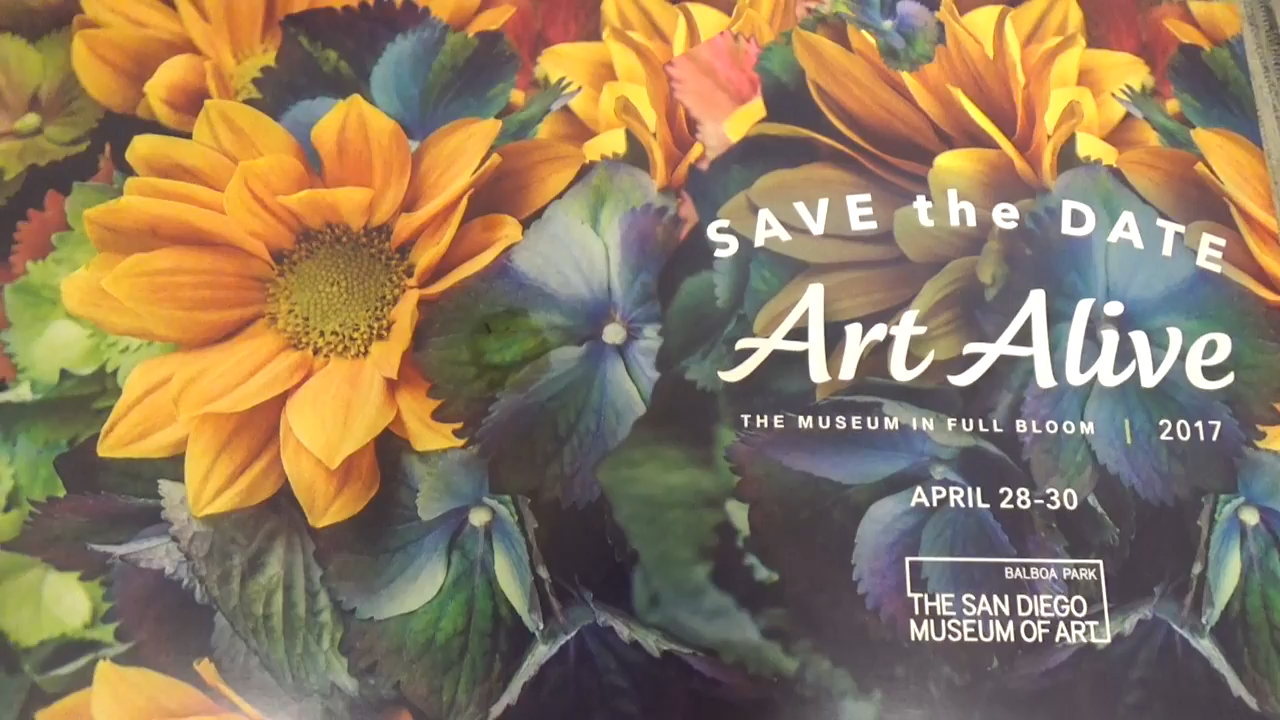 SAVE the DATE
Art Alive
THE MUSEUM IN FULL BLOOM | 2017
APRIL 28-30
BALBOA PARK
THE SAN DIEGO
MUSEUM OF ART